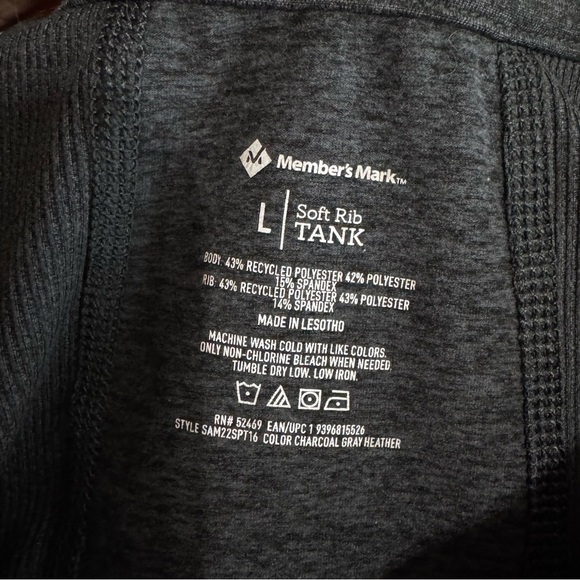 Member's Mark™
L
Soft Rib
TANK
BODY: 43% RECYCLED POLYESTER 42% POLYESTER
15% SPANDEX
RIB: 43% RECYCLED POLYESTER 43% POLYESTER
14% SPANDEX
MADE IN LESOTHO
MACHINE WASH COLD WITH LIKE COLORS.
ONLY NON-CHLORINE BLEACH WHEN NEEDED.
TUMBLE DRY LOW. LOW IRON.
RN# 52469 EAN/UPC 1 9396815526
STYLE SAM22SPT16 COLOR CHARCOAL GRAY HEATHER